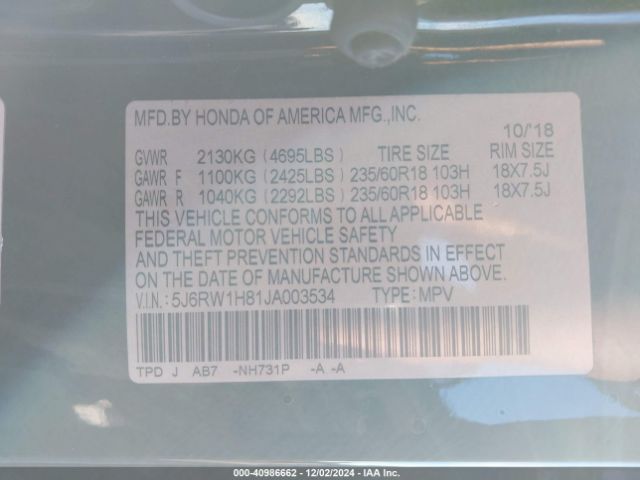 MFD.BY HONDA OF AMERICA MFG.,INC.
10/'18
GVWR 2130KG (4695LBS) TIRE SIZE RIM SIZE
GAWR F 1100KG (2425LBS) 235/60R18 103H 18X7.5J
GAWR R 1040KG (2292LBS) 235/60R18 103H 18X7.5J
THIS VEHICLE CONFORMS TO ALL APPLICABLE
FEDERAL MOTOR VEHICLE SAFETY
AND THEFT PREVENTION STANDARDS IN EFFECT
ON THE DATE OF MANUFACTURE SHOWN ABOVE.
V.I.N.: 5J6RW1H81JA003534 TYPE: MPV
TPD J AB7 -NH731P -A -A
000-40986662 - 12/02/2024 - IAA Inc.